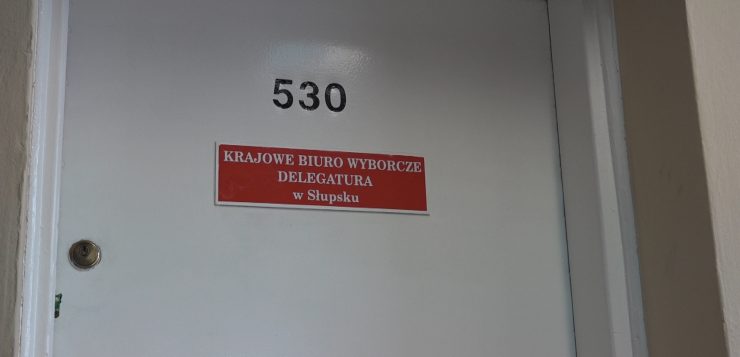 530
KRAJOWE BIURO WYBORCZE
DELEGATURA
w Słupsku